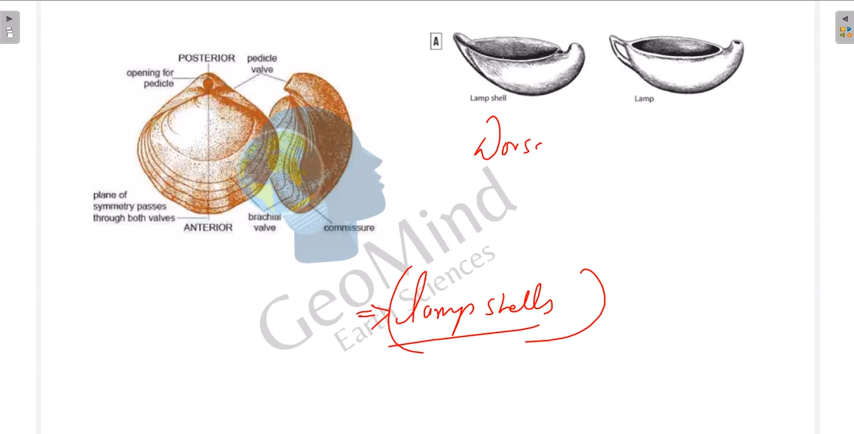 POSTERIOR
pedicle
valve
opening for
pedicle
plane of
symmetry passes
through both valves
ANTERIOR
brachial
valve
commissure
A
Lamp shell
Lamp
Dors
=> (lamp shells)
GeoMind
Earth Sciences